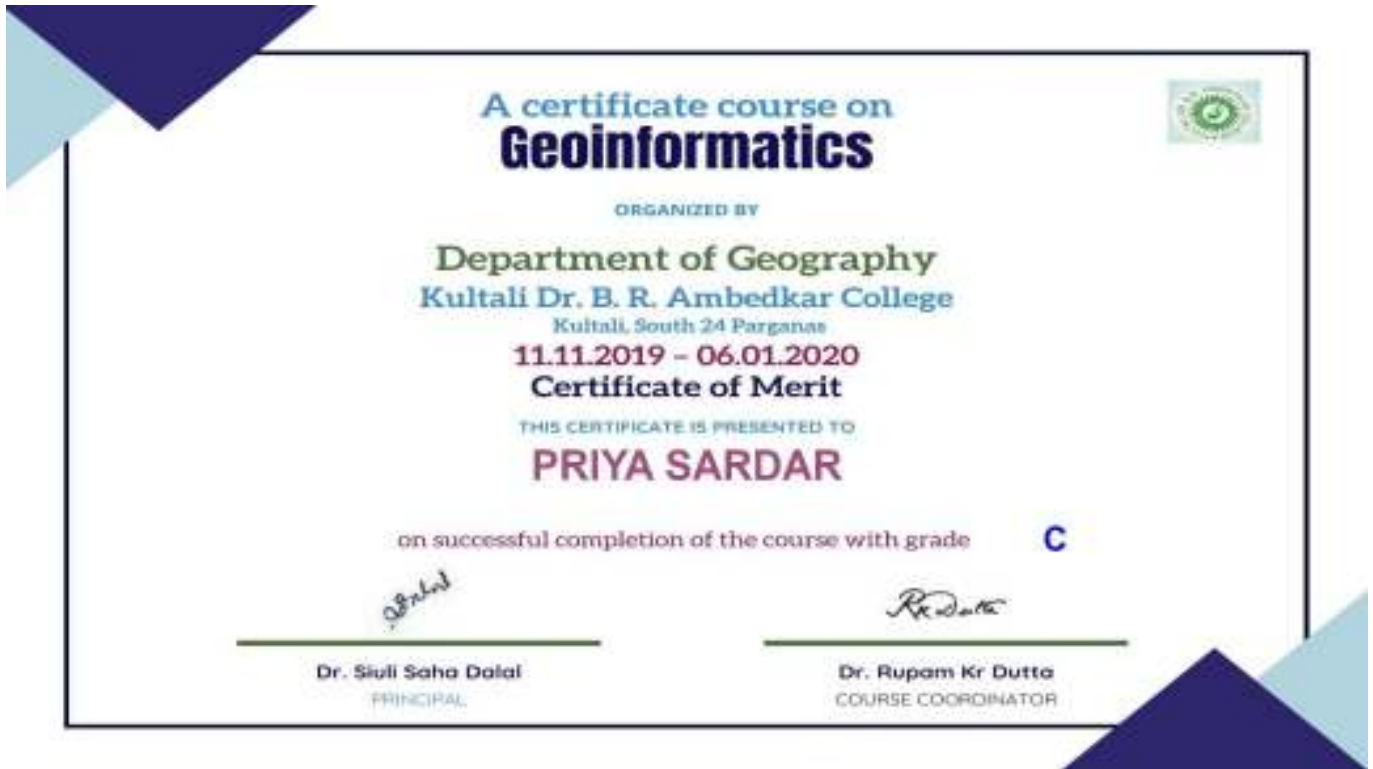 A certificate course on
Geoinformatics
ORGANIZED BY
Department of Geography
Kultali Dr. B. R. Ambedkar College
Kultali, South 24 Parganas
11.11.2019 – 06.01.2020
Certificate of Merit
THIS CERTIFICATE IS PRESENTED TO
PRIYA SARDAR
on successful completion of the course with grade C
Dr. Siuli Saha Dalal
PRINCIPAL
Dr. Rupam Kr Dutta
COURSE COORDINATOR